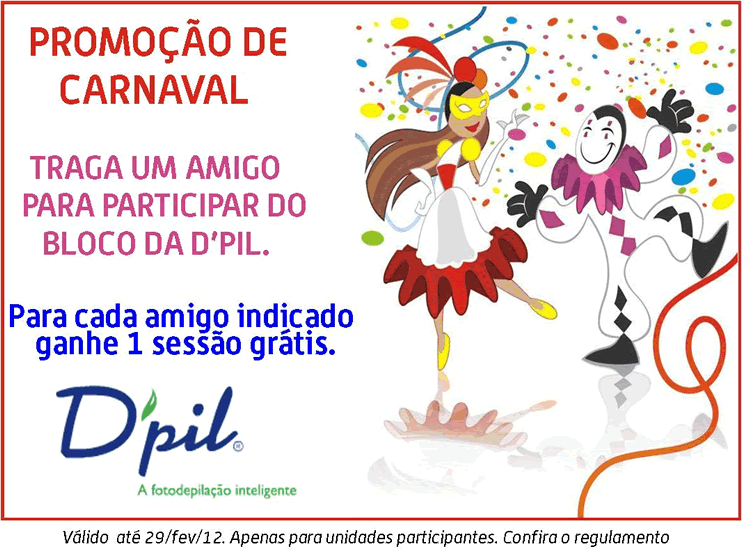 PROMOÇÃO DE
CARNAVAL
TRAGA UM AMIGO
PARA PARTICIPAR DO
BLOCO DA D'PIL.
Para cada amigo indicado
ganhe 1 sessão grátis.
D'pil®
A fotodepilação inteligente
Válido até 29/fev/12. Apenas para unidades participantes. Confira o regulamento